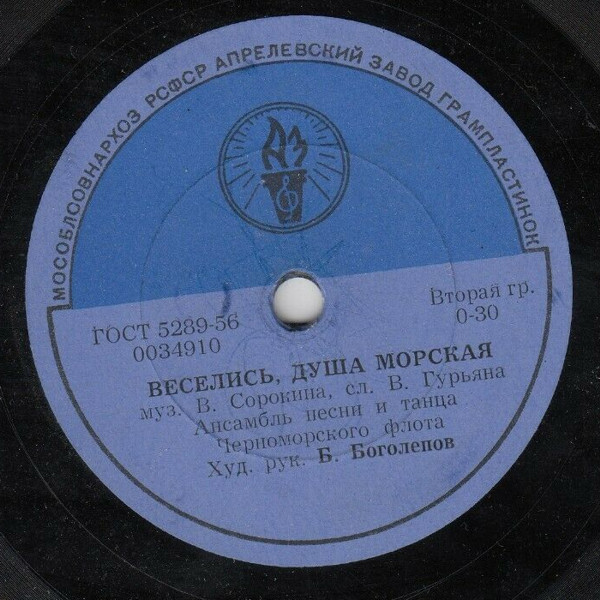 МОСОБЛСОВНАРХОЗ РСФСР АПРЕЛЕВСКИЙ ЗАВОД ГРАМПЛАСТИНОК
АЗ
ГОСТ 5289-56
0034910
Вторая гр.
0-30
ВЕСЕЛИСЬ, ДУША МОРСКАЯ
муз. В. Сорокина, сл. В. Гурьяна
Ансамбль песни и танца
Черноморского флота
Худ. рук. Б. Боголепов